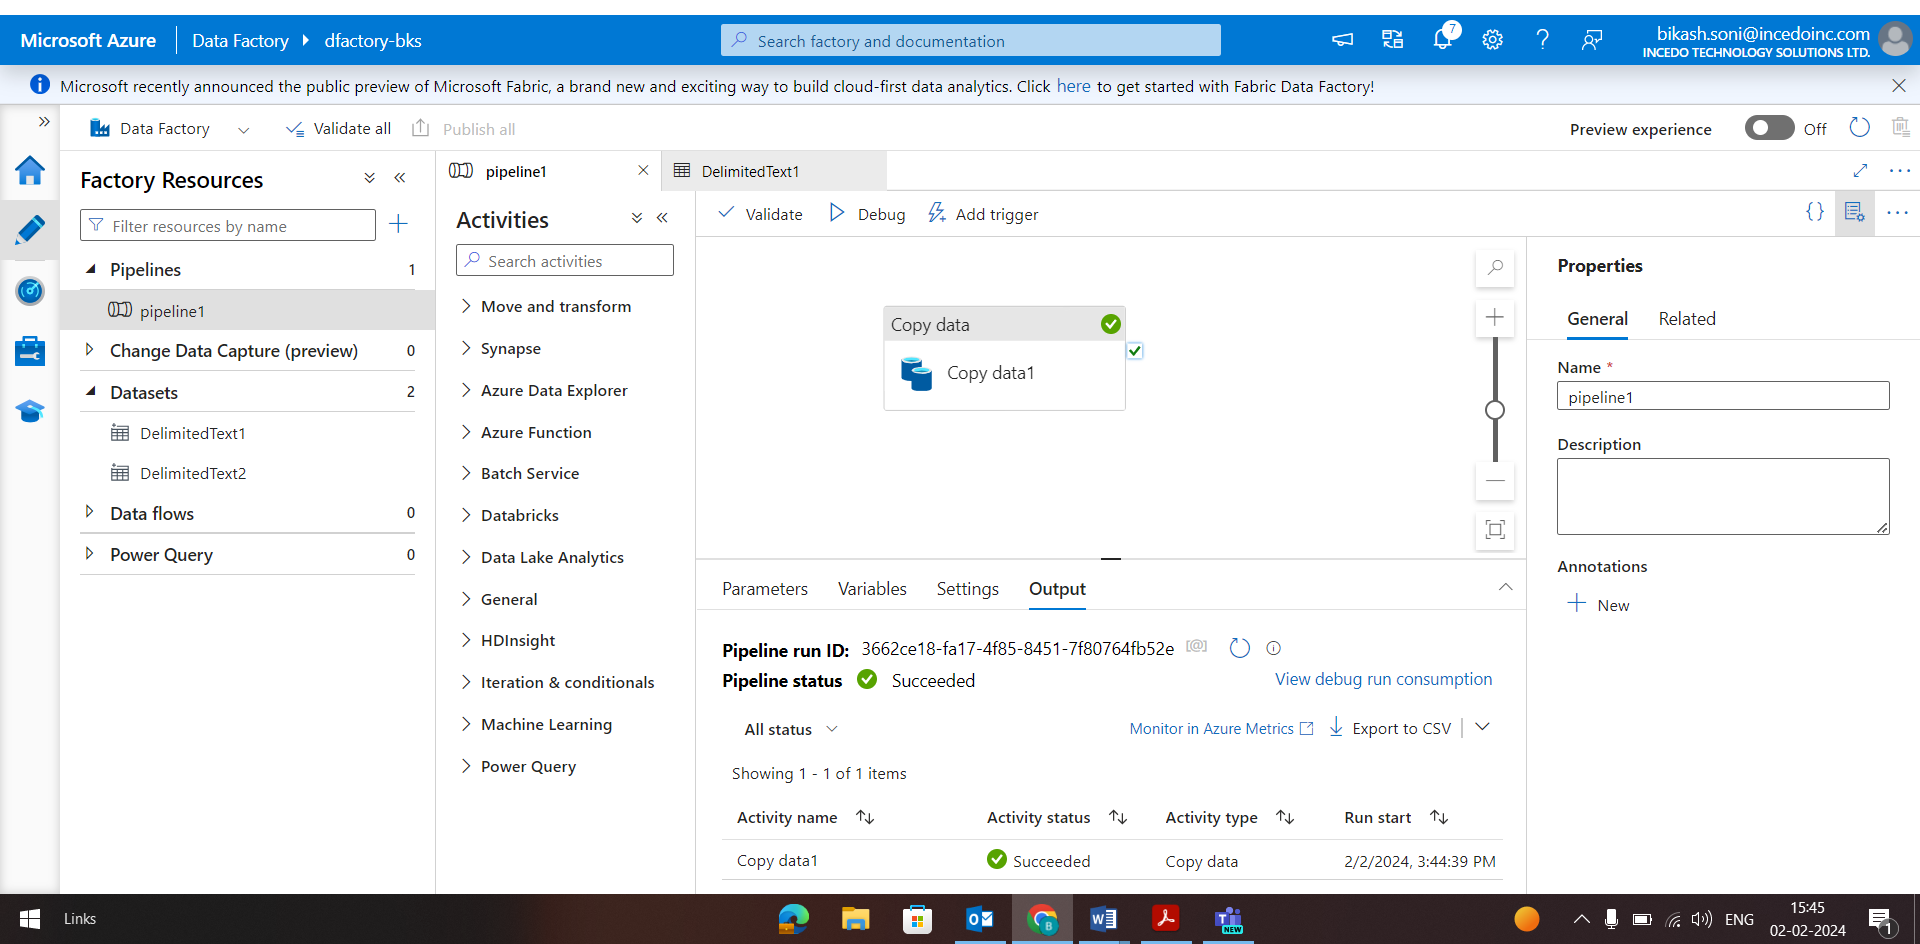 Microsoft Azure
Data Factory
dfactory-bks
Search factory and documentation
7
bikash.soni@incedoinc.com
INCEDO TECHNOLOGY SOLUTIONS LTD.
Microsoft recently announced the public preview of Microsoft Fabric, a brand new and exciting way to build cloud-first data analytics. Click here to get started with Fabric Data Factory!
Data Factory
Validate all
Publish all
Preview experience
Off
Factory Resources
Filter resources by name
Pipelines 1
pipeline1
Change Data Capture (preview) 0
Datasets 2
DelimitedText1
DelimitedText2
Data flows 0
Power Query 0
pipeline1
DelimitedText1
Activities
Search activities
Move and transform
Synapse
Azure Data Explorer
Azure Function
Batch Service
Databricks
Data Lake Analytics
General
HDInsight
Iteration & conditionals
Machine Learning
Power Query
Validate
Debug
Add trigger
{}
Copy data
Copy data1
Parameters
Variables
Settings
Output
Pipeline run ID: 3662ce18-fa17-4f85-8451-7f80764fb52e [@]
Pipeline status Succeeded
View debug run consumption
All status
Monitor in Azure Metrics
Export to CSV
Showing 1 - 1 of 1 items
Activity name Activity status Activity type Run start
Copy data1 Succeeded Copy data 2/2/2024, 3:44:39 PM
Properties
General
Related
Name *
pipeline1
Description
Annotations
New
Links
B
NEW
ENG
15:45
02-02-2024
1